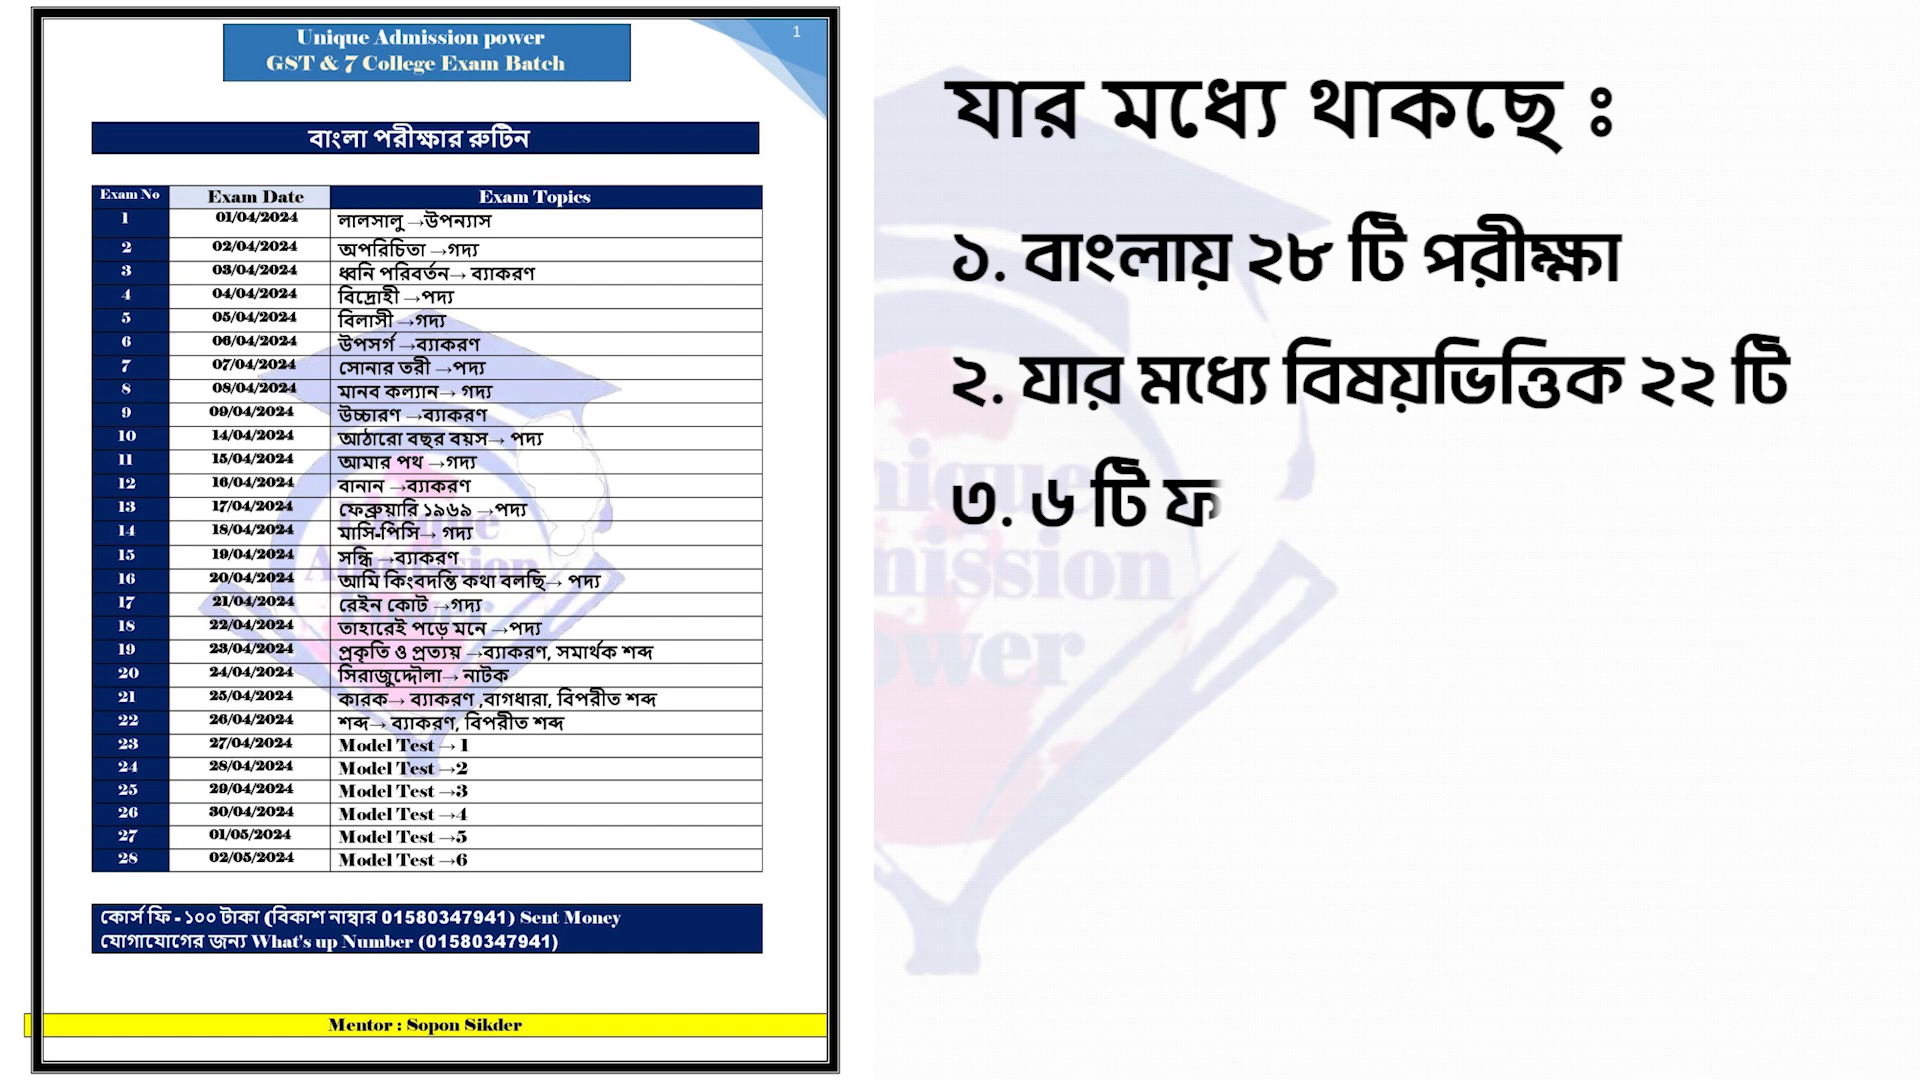 1
Unique Admission power
GST & 7 College Exam Batch
বাংলা পরীক্ষার রুটিন
Exam No Exam Date Exam Topics
1 01/04/2024 লালসালু →উপন্যাস
2 02/04/2024 অপরিচিতা →গদ্য
3 03/04/2024 ধ্বনি পরিবর্তন→ ব্যাকরণ
4 04/04/2024 বিদ্রোহী →পদ্য
5 05/04/2024 বিলাসী →গদ্য
6 06/04/2024 উপসর্গ →ব্যাকরণ
7 07/04/2024 সোনার তরী →পদ্য
8 08/04/2024 মানব কল্যান→ গদ্য
9 09/04/2024 উচ্চারণ →ব্যাকরণ
10 14/04/2024 আঠারো বছর বয়স→ পদ্য
11 15/04/2024 আমার পথ →গদ্য
12 16/04/2024 বানান →ব্যাকরণ
13 17/04/2024 ফেব্রুয়ারি ১৯৬৯ →পদ্য
14 18/04/2024 মাসি-পিসি→ গদ্য
15 19/04/2024 সন্ধি →ব্যাকরণ
16 20/04/2024 আমি কিংবদন্তি কথা বলছি→ পদ্য
17 21/04/2024 রেইন কোট →গদ্য
18 22/04/2024 তাহারেই পড়ে মনে →পদ্য
19 23/04/2024 প্রকৃতি ও প্রত্যয় →ব্যাকরণ, সমার্থক শব্দ
20 24/04/2024 সিরাজুদ্দৌলা→ নাটক
21 25/04/2024 কারক→ ব্যাকরণ ,বাগধারা, বিপরীত শব্দ
22 26/04/2024 শব্দ→ ব্যাকরণ, বিপরীত শব্দ
23 27/04/2024 Model Test → 1
24 28/04/2024 Model Test →2
25 29/04/2024 Model Test →3
26 30/04/2024 Model Test →4
27 01/05/2024 Model Test →5
28 02/05/2024 Model Test →6
কোর্স ফি - ১০০ টাকা (বিকাশ নাম্বার 01580347941) Sent Money
যোগাযোগের জন্য What's up Number (01580347941)
Mentor : Sopon Sikder
যার মধ্যে থাকছে ঃ
১. বাংলায় ২৮ টি পরীক্ষা
২. যার মধ্যে বিষয়ভিত্তিক ২২ টি
৩. ৬ টি ফ
Unique
Admission
Power